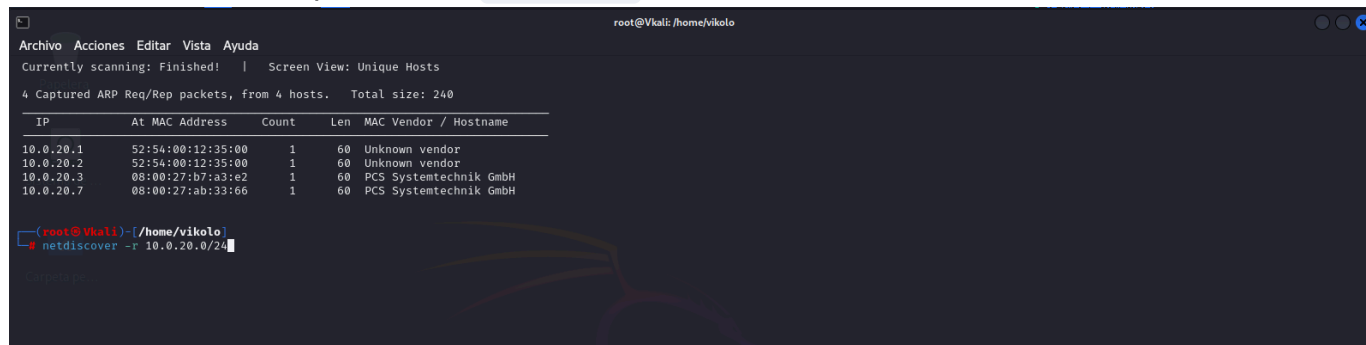 root@Vkali: /home/vikolo
Archivo Acciones Editar Vista Ayuda
Currently scanning: Finished! | Screen View: Unique Hosts
4 Captured ARP Req/Rep packets, from 4 hosts. Total size: 240
IP At MAC Address Count Len MAC Vendor / Hostname
10.0.20.1 52:54:00:12:35:00 1 60 Unknown vendor
10.0.20.2 52:54:00:12:35:00 1 60 Unknown vendor
10.0.20.3 08:00:27:b7:a3:e2 1 60 PCS Systemtechnik GmbH
10.0.20.7 08:00:27:ab:33:66 1 60 PCS Systemtechnik GmbH
┌──(root㉿Vkali)-[/home/vikolo]
└─# netdiscover -r 10.0.20.0/24
Carpeta pe...